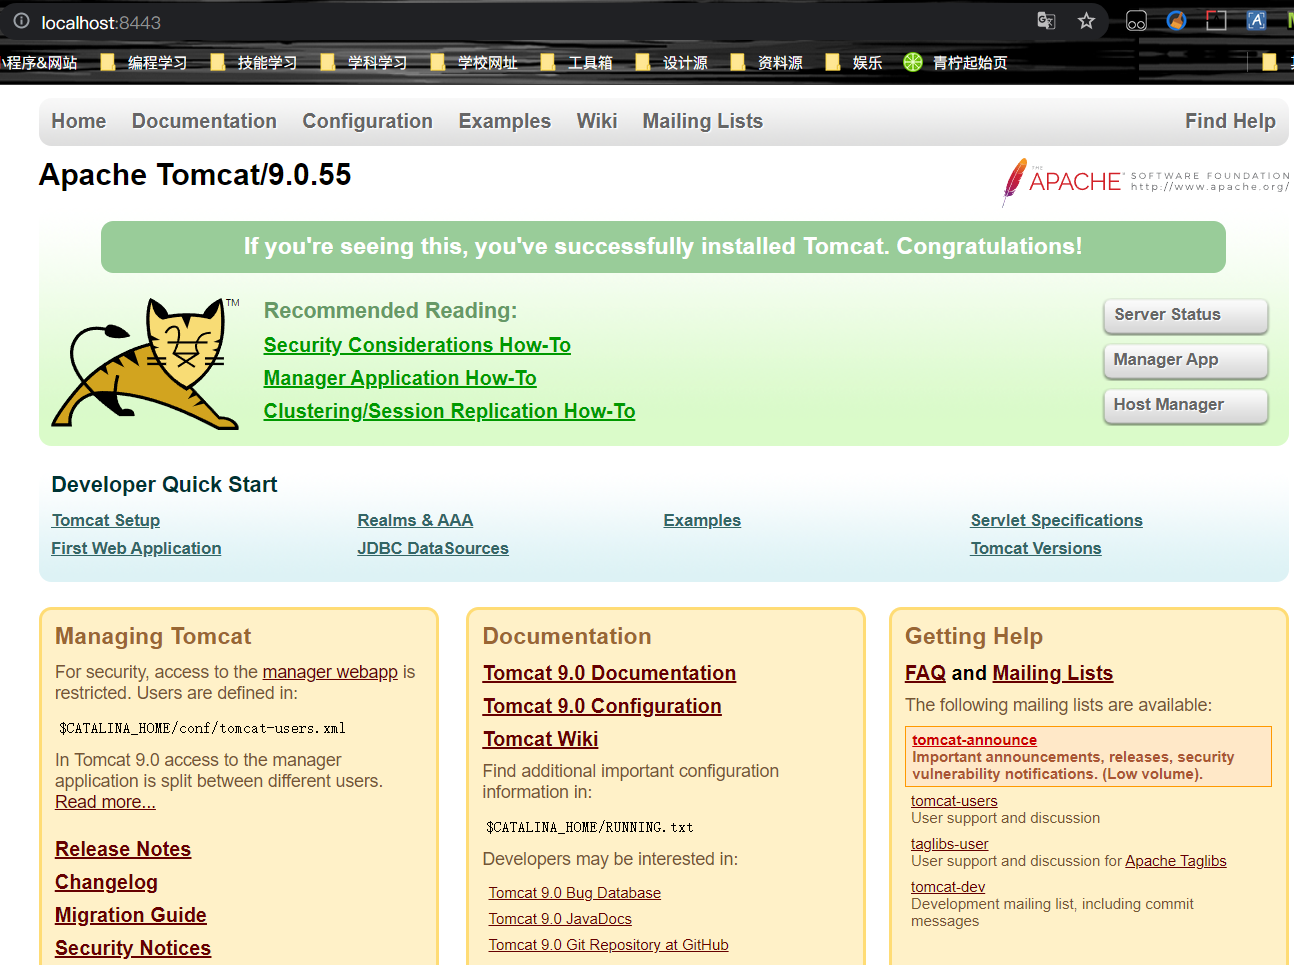 localhost:8443
程序&网站 编程学习 技能学习 学科学习 学校网址 工具箱 设计源 资料源 娱乐 青柠起始页
Home Documentation Configuration Examples Wiki Mailing Lists Find Help
Apache Tomcat/9.0.55
THE APACHE™ SOFTWARE FOUNDATION
http://www.apache.org/
If you're seeing this, you've successfully installed Tomcat. Congratulations!
TM
Recommended Reading:
Security Considerations How-To
Manager Application How-To
Clustering/Session Replication How-To
Server Status
Manager App
Host Manager
Developer Quick Start
Tomcat Setup
First Web Application
Realms & AAA
JDBC DataSources
Examples
Servlet Specifications
Tomcat Versions
Managing Tomcat
For security, access to the manager webapp is
restricted. Users are defined in:
$CATALINA_HOME/conf/tomcat-users.xml
In Tomcat 9.0 access to the manager
application is split between different users.
Read more...
Release Notes
Changelog
Migration Guide
Security Notices
Documentation
Tomcat 9.0 Documentation
Tomcat 9.0 Configuration
Tomcat Wiki
Find additional important configuration
information in:
$CATALINA_HOME/RUNNING.txt
Developers may be interested in:
Tomcat 9.0 Bug Database
Tomcat 9.0 JavaDocs
Tomcat 9.0 Git Repository at GitHub
Getting Help
FAQ and Mailing Lists
The following mailing lists are available:
tomcat-announce
Important announcements, releases, security
vulnerability notifications. (Low volume).
tomcat-users
User support and discussion
taglibs-user
User support and discussion for Apache Taglibs
tomcat-dev
Development mailing list, including commit
messages